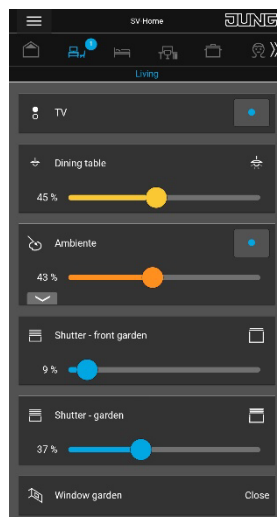 SV-Home
JUNG
1
Living
TV
Dining table
45 %
Ambiente
43 %
Shutter - front garden
9 %
Shutter - garden
37 %
Window garden
Close